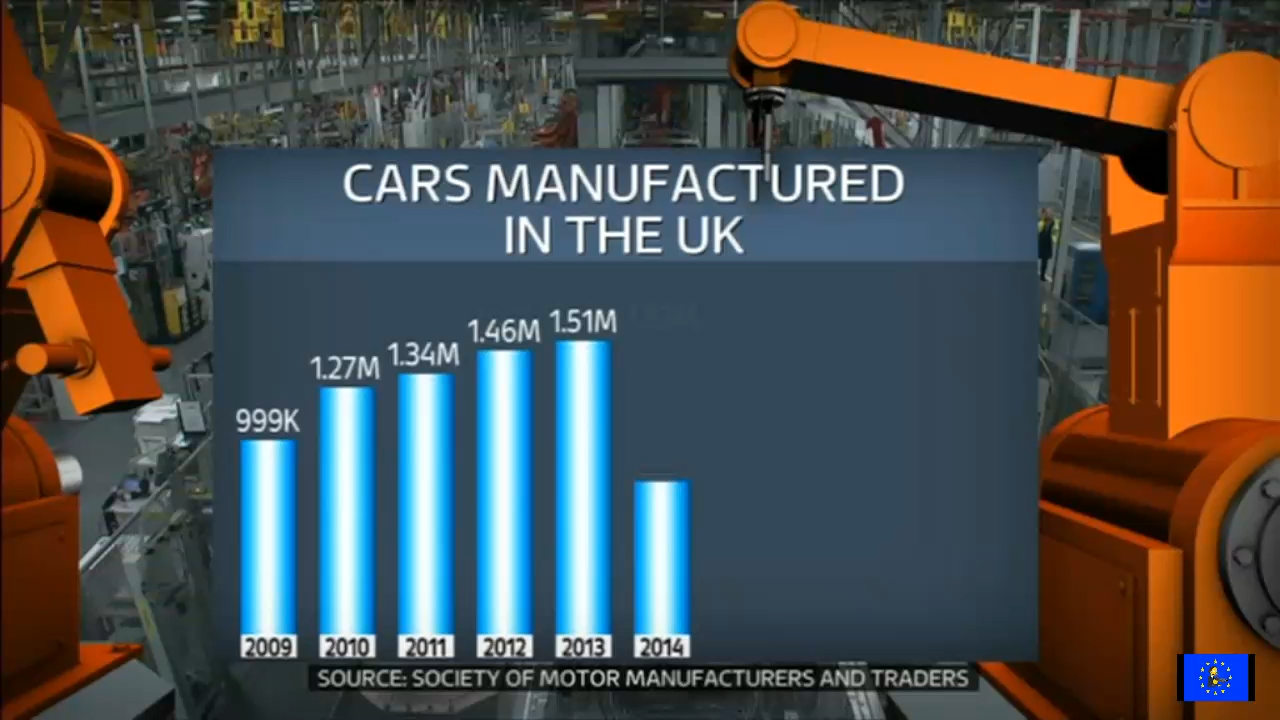 CARS MANUFACTURED
IN THE UK
999K
1.27M
1.34M
1.46M
1.51M
2009
2010
2011
2012
2013
2014
SOURCE: SOCIETY OF MOTOR MANUFACTURERS AND TRADERS